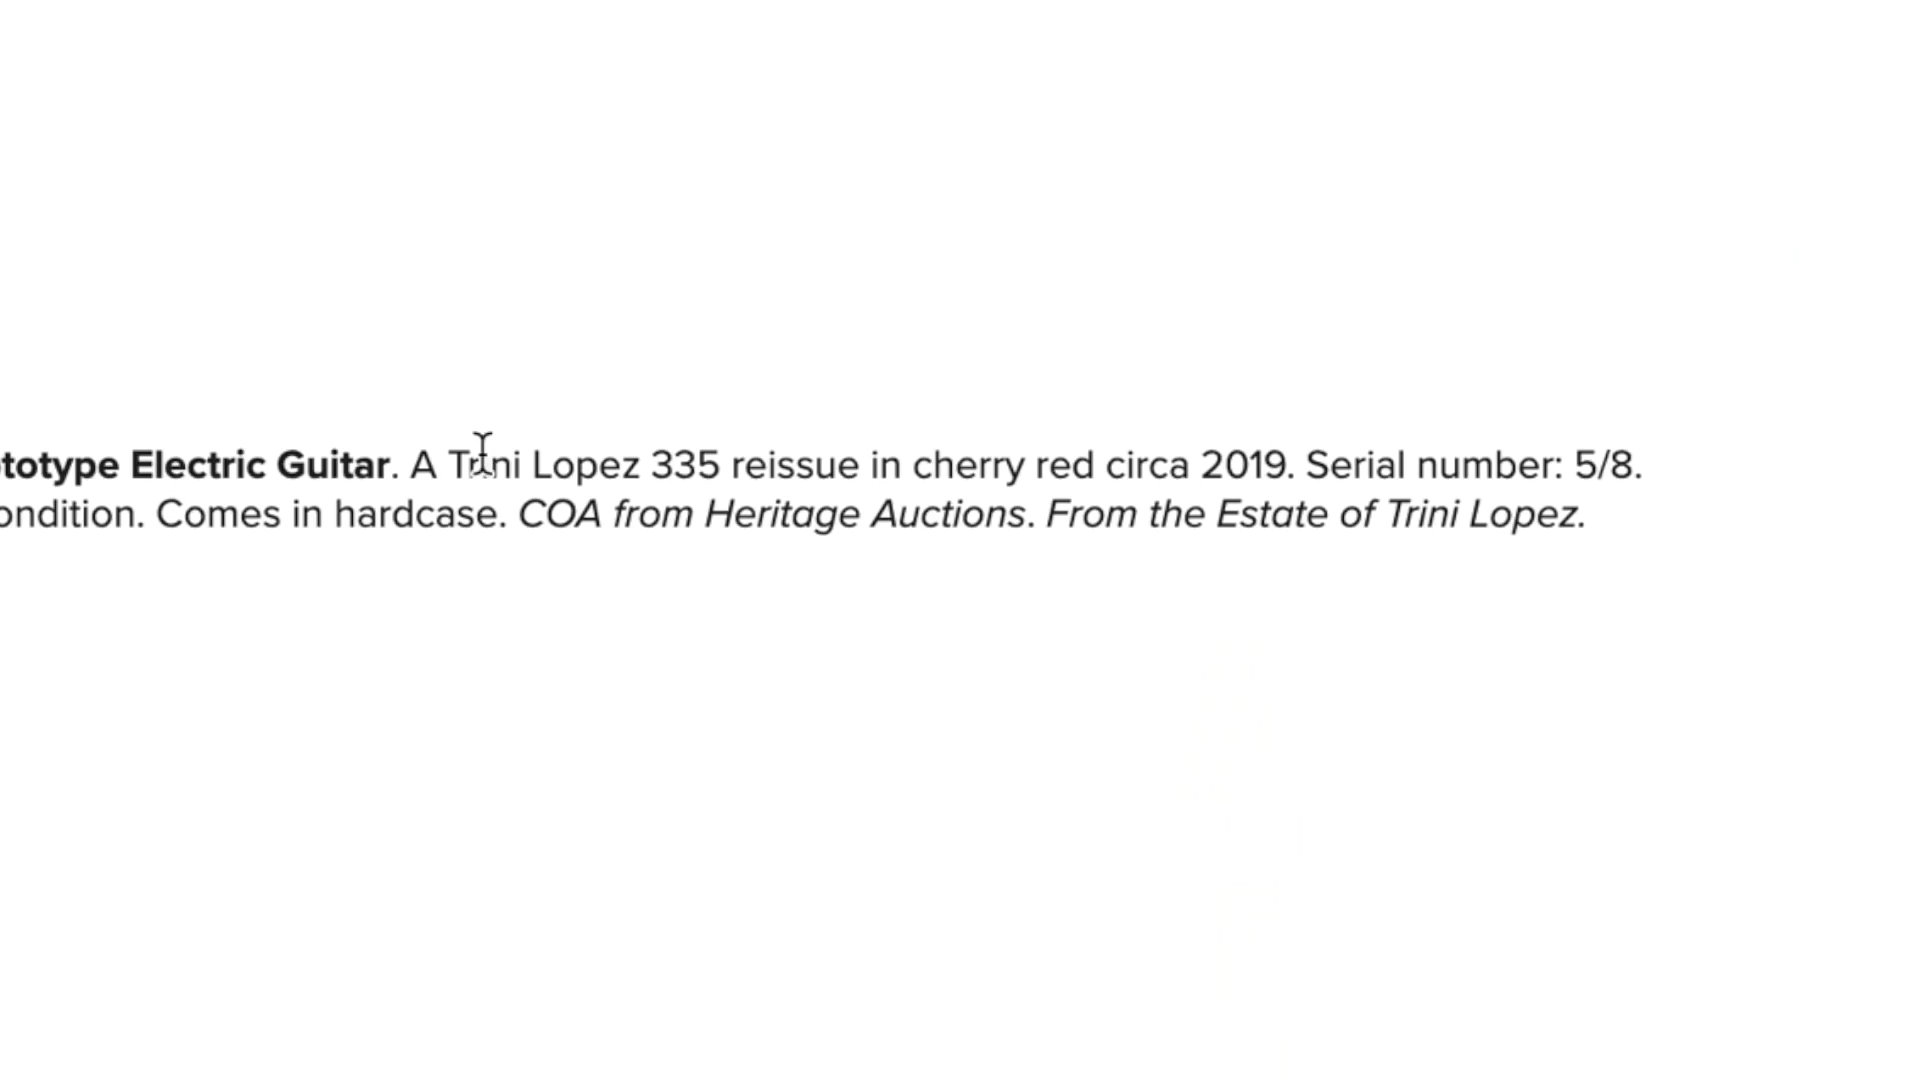 totype Electric Guitar. A Trini Lopez 335 reissue in cherry red circa 2019. Serial number: 5/8.
ondition. Comes in hardcase. COA from Heritage Auctions. From the Estate of Trini Lopez.